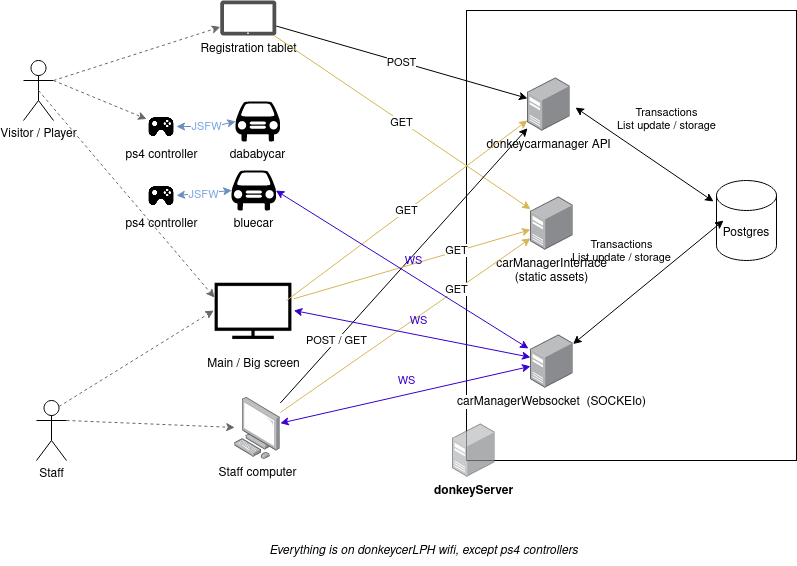 Registration tablet
POST
GET
Transactions
List update / storage
Visitor / Player
JSFW
ps4 controller
dababycar
donkeycarmanager API
JSFW
ps4 controller
bluecar
GET
Postgres
Transactions
List update / storage
GET
WS
carManagerInterface
(static assets)
GET
WS
POST / GET
Main / Big screen
WS
carManagerWebsocket (SOCKEIo)
Staff
Staff computer
donkeyServer
Everything is on donkeycerLPH wifi, except ps4 controllers